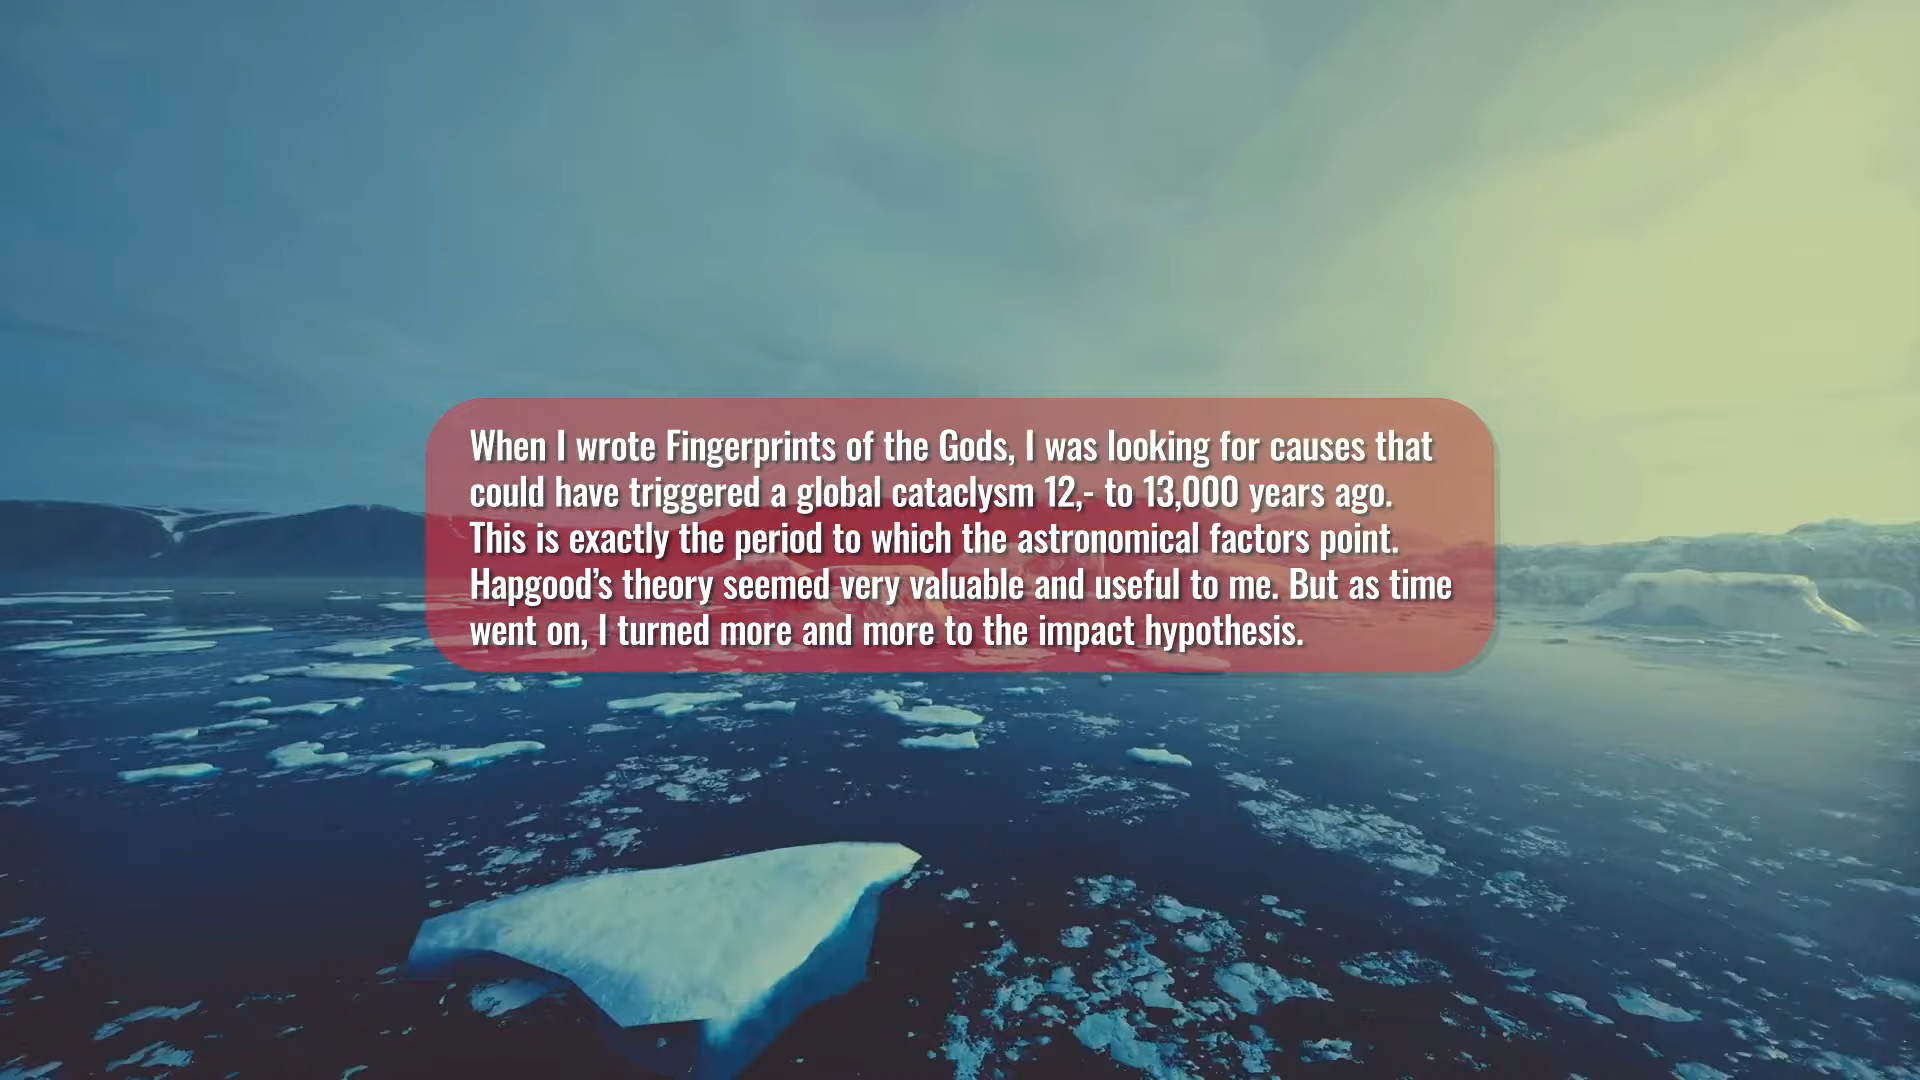 When I wrote Fingerprints of the Gods, I was looking for causes that
could have triggered a global cataclysm 12,- to 13,000 years ago.
This is exactly the period to which the astronomical factors point.
Hapgood’s theory seemed very valuable and useful to me. But as time
went on, I turned more and more to the impact hypothesis.